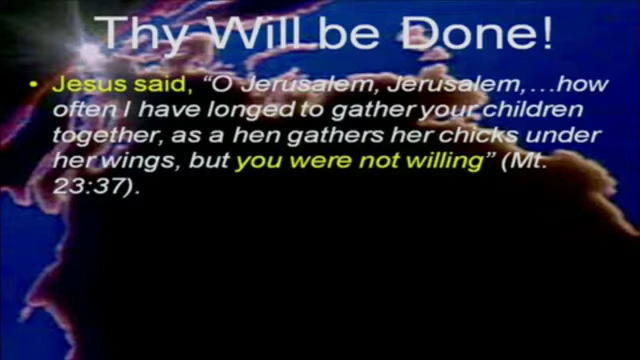 Thy Will be Done!
• Jesus said, “O Jerusalem, Jerusalem,…how
often I have longed to gather your children
together, as a hen gathers her chicks under
her wings, but you were not willing” (Mt.
23:37).